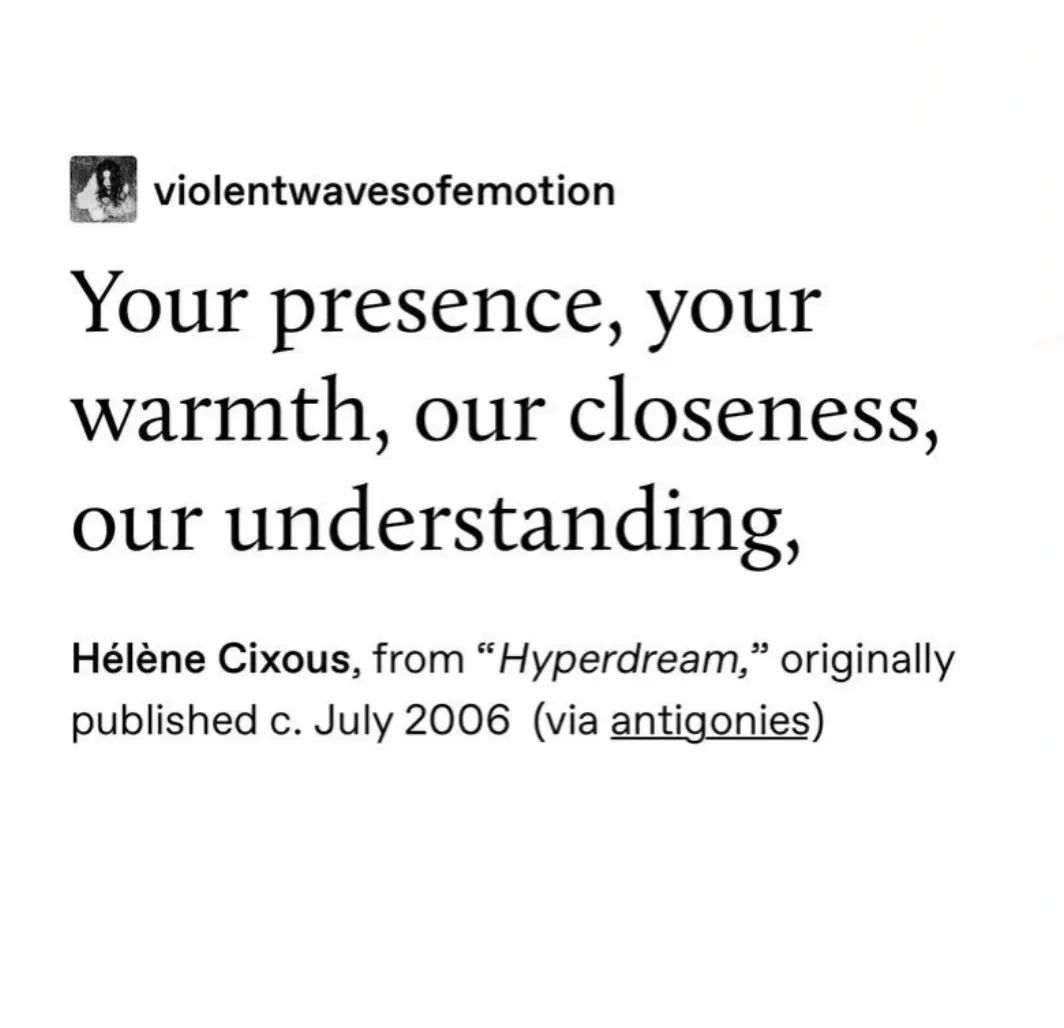 violentwavesofemotion
Your presence, your
warmth, our closeness,
our understanding,
Hélène Cixous, from “Hyperdream,” originally
published c. July 2006 (via antigonies)